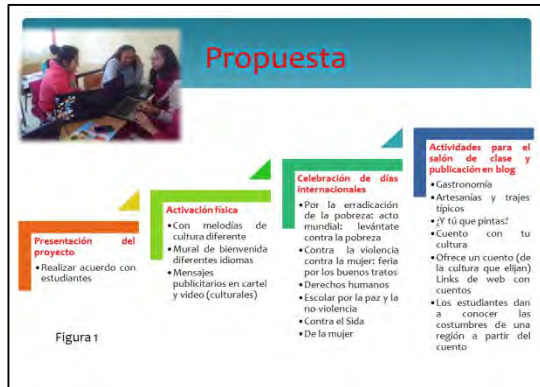 Propuesta
Presentación del
proyecto
• Realizar acuerdo con
estudiantes
Activación física
• Con melodías de
cultura diferente
• Mural de bienvenida
diferentes idiomas
• Mensajes
publicitarios en cartel
y video (culturales)
Celebración de días
internacionales
• Por la erradicación
de la pobreza: acto
mundial: levántate
contra la pobreza
• Contra la violencia
contra la mujer: feria
por los buenos tratos
• Derechos humanos
• Escolar por la paz y la
no-violencia
• Contra el Sida
• De la mujer
Actividades para el
salón de clase y
publicación en blog
• Gastronomía
• Artesanías y trajes
típicos
• ¿Y tú que pintas?
• Cuento con tu
cultura
• Ofrece un cuento (de
la cultura que elijan)
Links de web con
cuentos
• Los estudiantes dan
a conocer las
costumbres de una
región a partir del
cuento
Figura 1